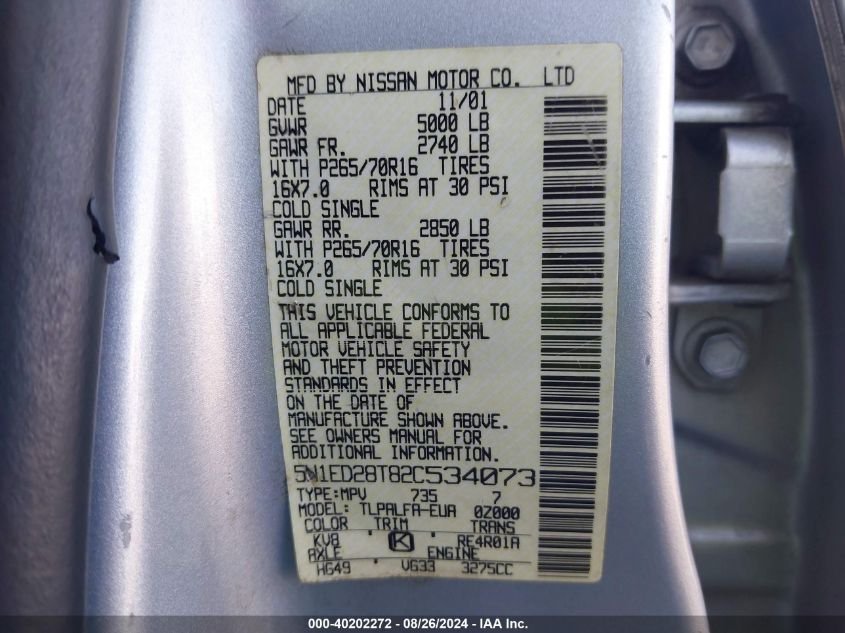 MFD BY NISSAN MOTOR CO. LTD
DATE 11/01
GVWR 5000 LB
GAWR FR. 2740 LB
WITH P265/70R16 TIRES
16X7.0 RIMS AT 30 PSI
COLD SINGLE
GAWR RR. 2850 LB
WITH P265/70R16 TIRES
16X7.0 RIMS AT 30 PSI
COLD SINGLE
THIS VEHICLE CONFORMS TO
ALL APPLICABLE FEDERAL
MOTOR VEHICLE SAFETY
AND THEFT PREVENTION
STANDARDS IN EFFECT
ON THE DATE OF
MANUFACTURE SHOWN ABOVE.
SEE OWNERS MANUAL FOR
ADDITIONAL INFORMATION.
5N1ED28T82C534073
TYPE:MPV 735 7
MODEL: TLPALFA-EUA 0Z000
COLOR TRIM TRANS
KV8 K RE4R01A
AXLE ENGINE
HG49 VG33 3275CC
000-40202272 - 08/26/2024 - IAA Inc.